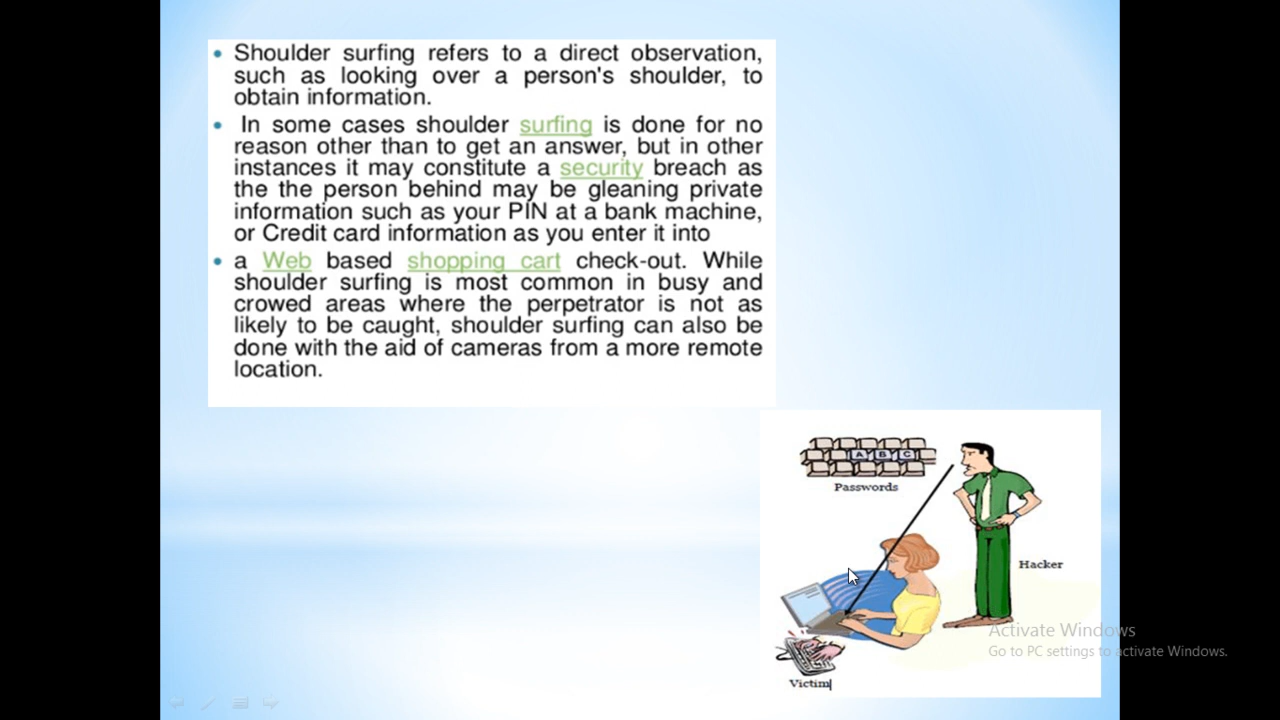 • Shoulder surfing refers to a direct observation,
such as looking over a person's shoulder, to
obtain information.
• In some cases shoulder surfing is done for no
reason other than to get an answer, but in other
instances it may constitute a security breach as
the the person behind may be gleaning private
information such as your PIN at a bank machine,
or Credit card information as you enter it into
• a Web based shopping cart check-out. While
shoulder surfing is most common in busy and
crowed areas where the perpetrator is not as
likely to be caught, shoulder surfing can also be
done with the aid of cameras from a more remote
location.
A B C
Passwords
Hacker
Victim
Activate Windows
Go to PC settings to activate Windows.